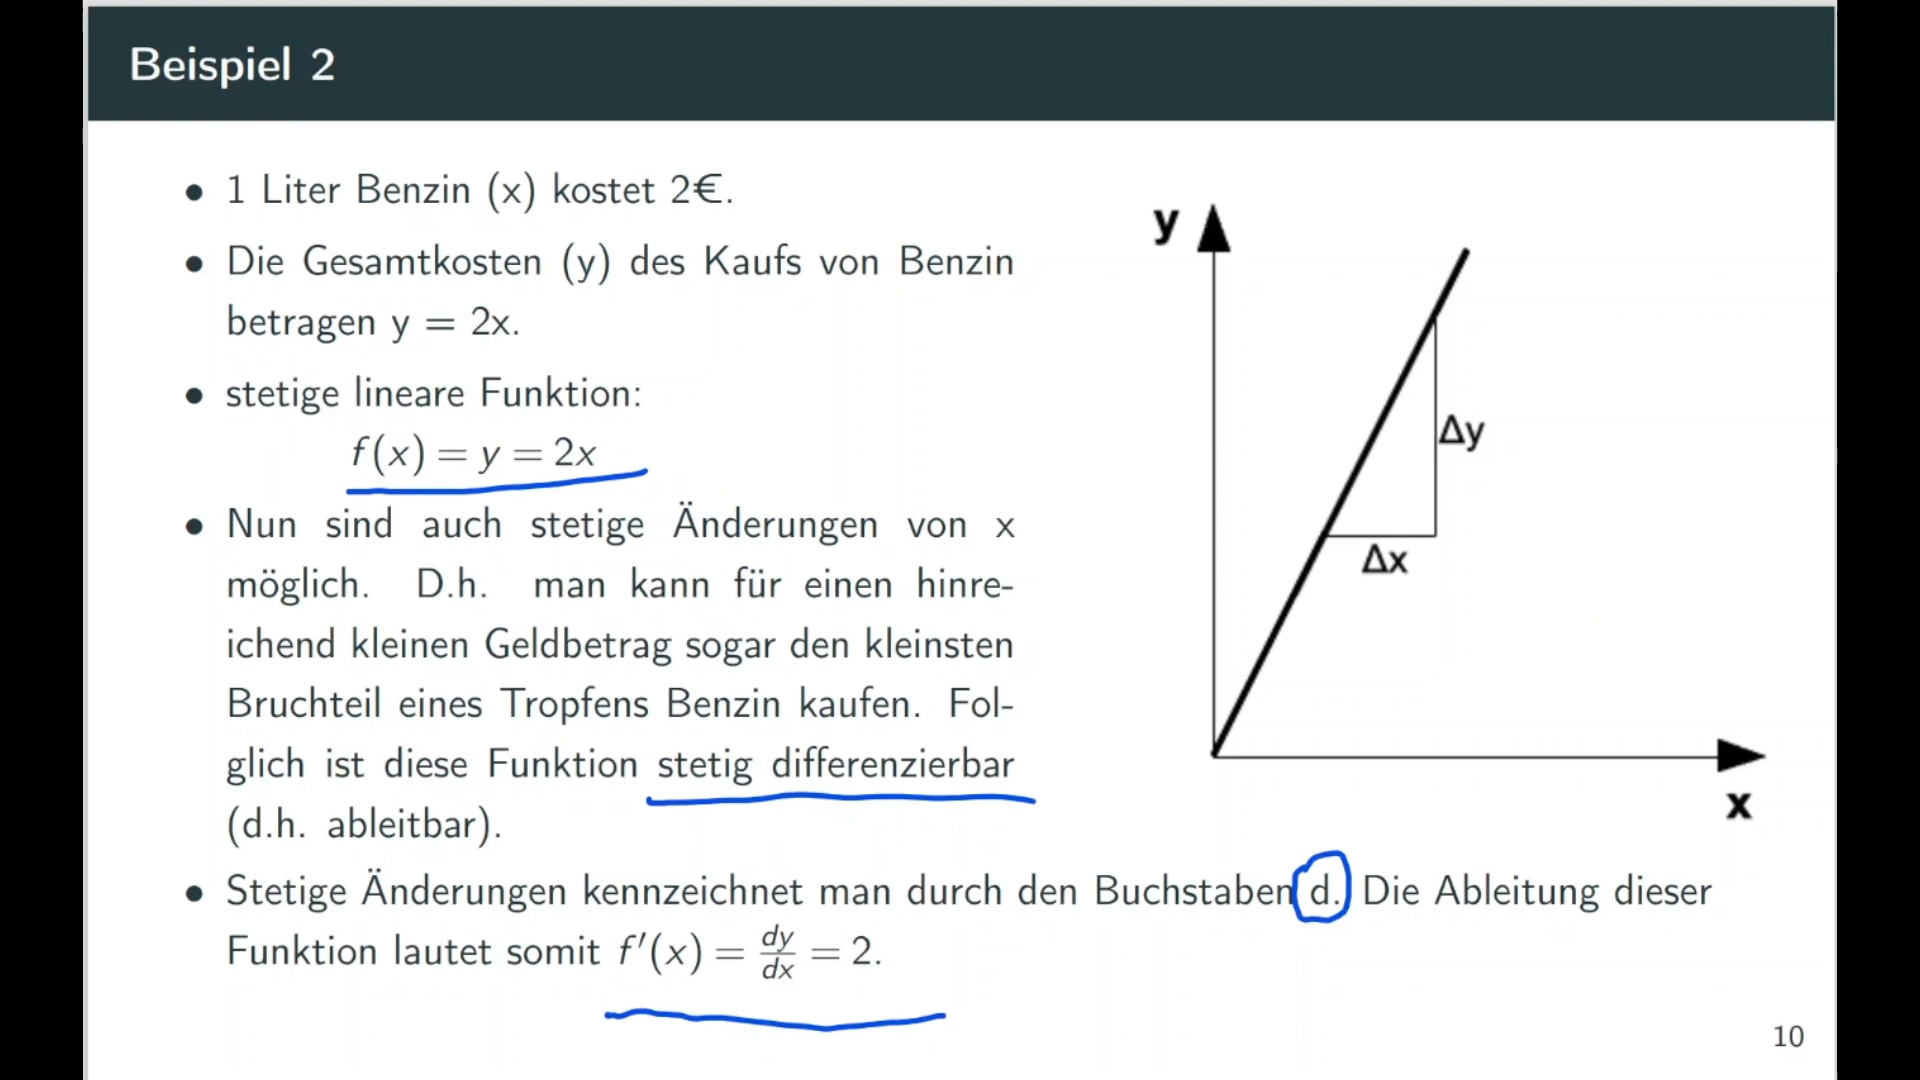 Beispiel 2
• 1 Liter Benzin (x) kostet 2€.
• Die Gesamtkosten (y) des Kaufs von Benzin
betragen y = 2x.
• stetige lineare Funktion:
f(x) = y = 2x
• Nun sind auch stetige Änderungen von x
möglich. D.h. man kann für einen hinre-
ichend kleinen Geldbetrag sogar den kleinsten
Bruchteil eines Tropfens Benzin kaufen. Fol-
glich ist diese Funktion stetig differenzierbar
(d.h. ableitbar).
• Stetige Änderungen kennzeichnet man durch den Buchstaben d. Die Ableitung dieser
Funktion lautet somit f′(x) = dy/dx = 2.
y
Δy
Δx
x
10